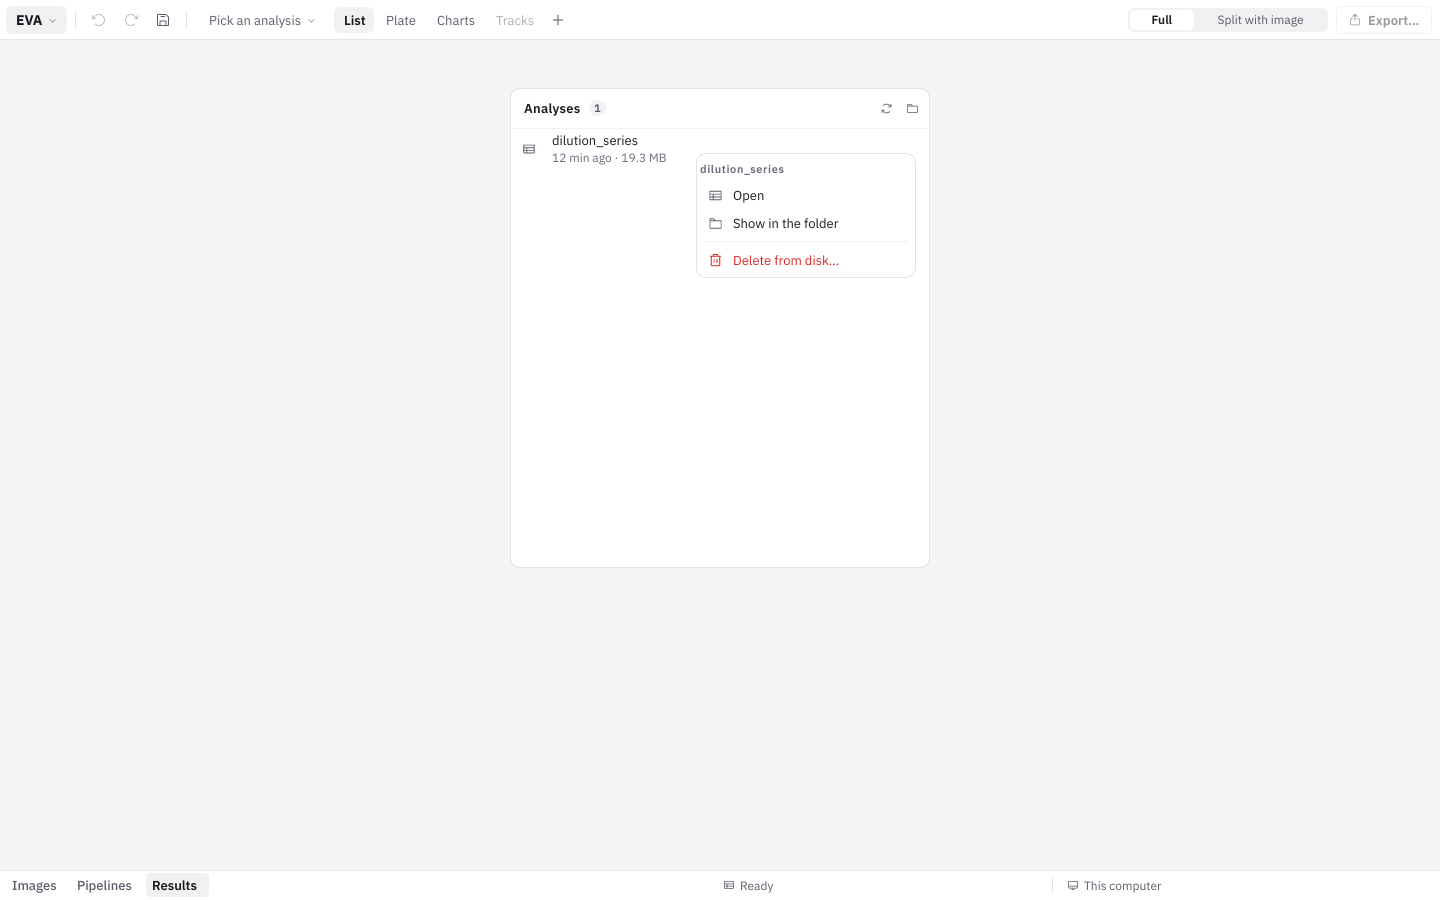 EVA
Pick an analysis
List
Plate
Charts
Tracks
Full
Split with image
Export...
Analyses 1
dilution_series
12 min ago · 19.3 MB
dilution_series
Open
Show in the folder
Delete from disk...
Images
Pipelines
Results
Ready
This computer